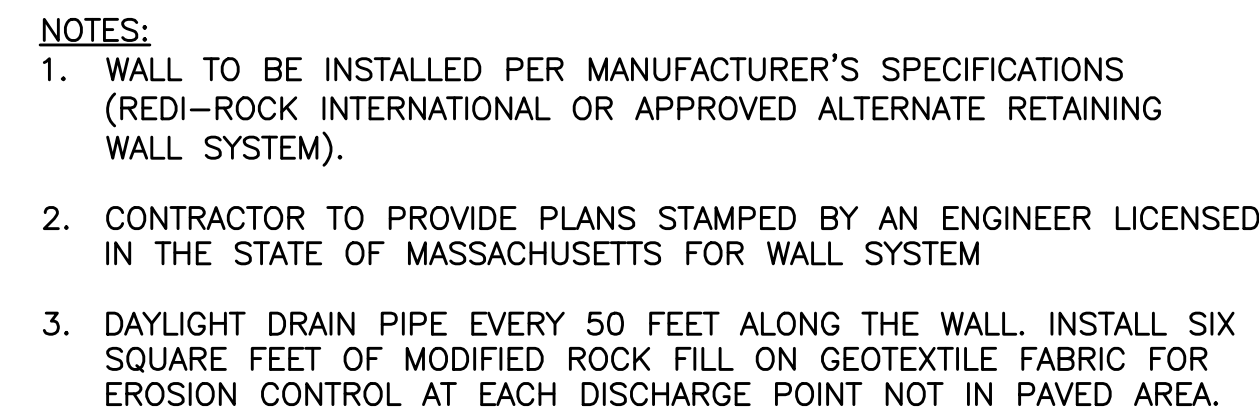 NOTES:
1. WALL TO BE INSTALLED PER MANUFACTURER'S SPECIFICATIONS
(REDI-ROCK INTERNATIONAL OR APPROVED ALTERNATE RETAINING
WALL SYSTEM).
2. CONTRACTOR TO PROVIDE PLANS STAMPED BY AN ENGINEER LICENSED
IN THE STATE OF MASSACHUSETTS FOR WALL SYSTEM
3. DAYLIGHT DRAIN PIPE EVERY 50 FEET ALONG THE WALL. INSTALL SIX
SQUARE FEET OF MODIFIED ROCK FILL ON GEOTEXTILE FABRIC FOR
EROSION CONTROL AT EACH DISCHARGE POINT NOT IN PAVED AREA.